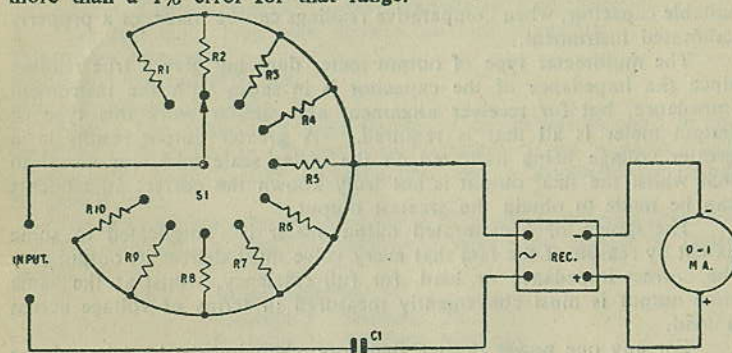 more than a 1% error for that range.
R1
R2
R3
R4
R5
S1
R10
R6
R9
R8
R7
INPUT.
REC.
-
+
∼
-
+
0-1
M.A.
C1